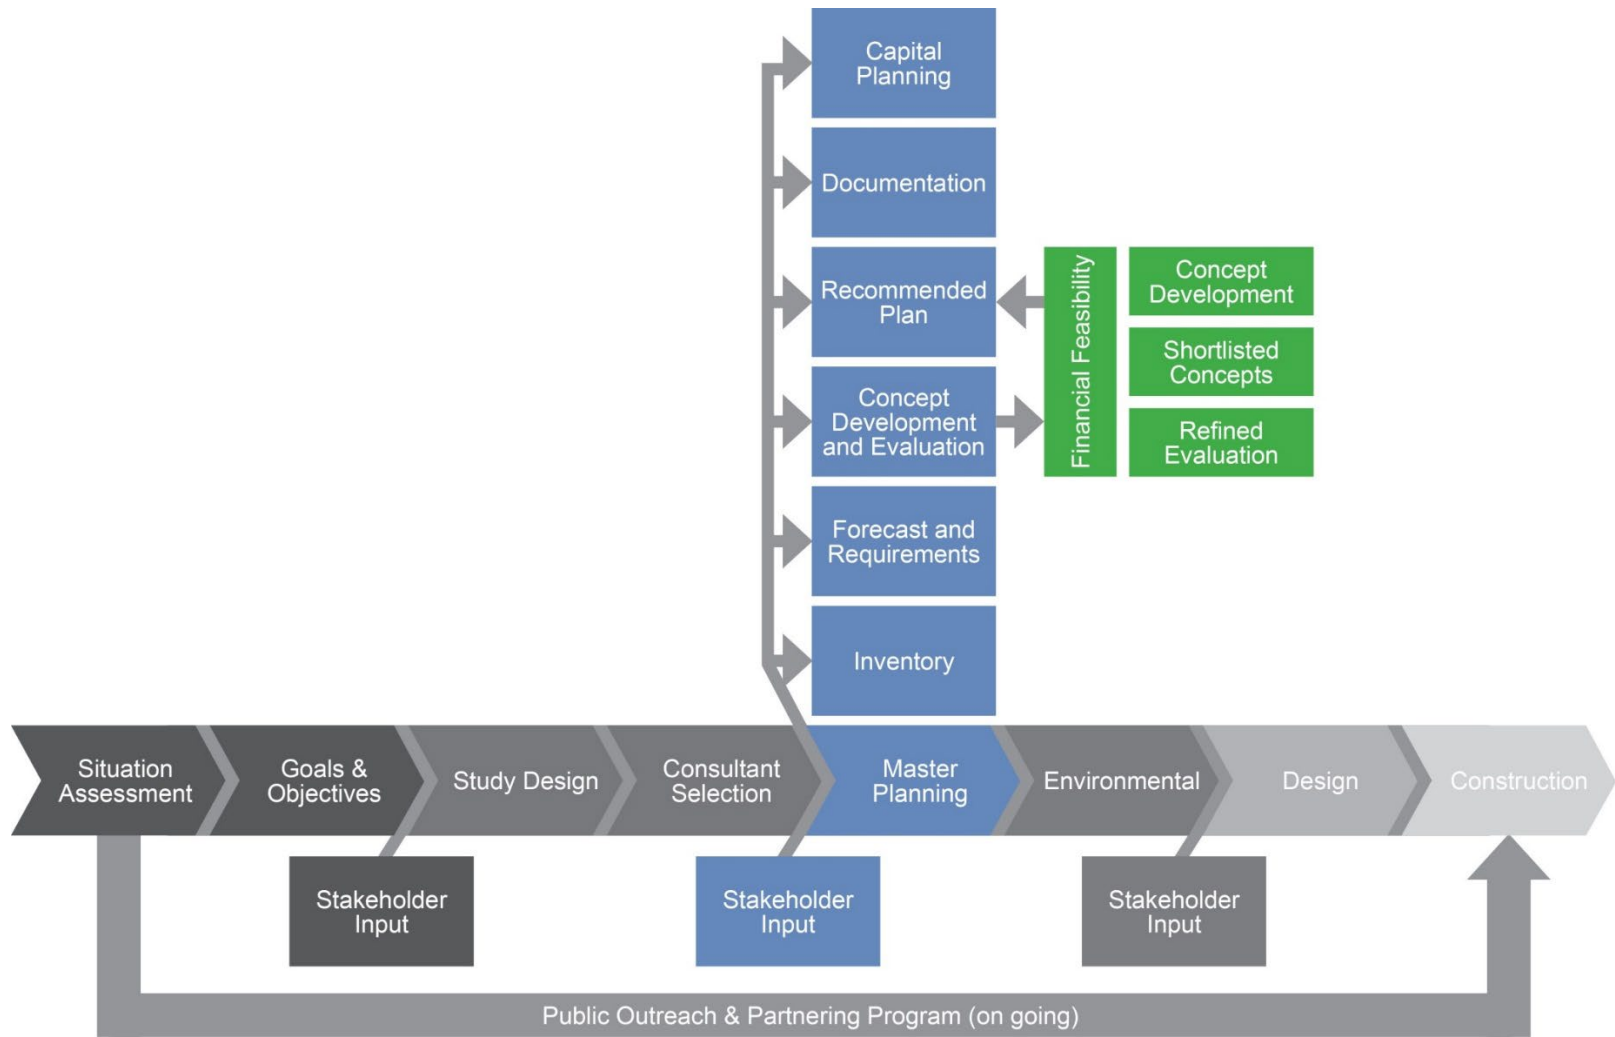 Capital
Planning
Documentation
Recommended
Plan
Financial Feasibility
Concept
Development
Shortlisted
Concepts
Refined
Evaluation
Concept
Development
and Evaluation
Forecast and
Requirements
Inventory
Situation
Assessment
Goals &
Objectives
Study Design
Consultant
Selection
Master
Planning
Environmental
Design
Construction
Stakeholder
Input
Stakeholder
Input
Stakeholder
Input
Public Outreach & Partnering Program (on going)